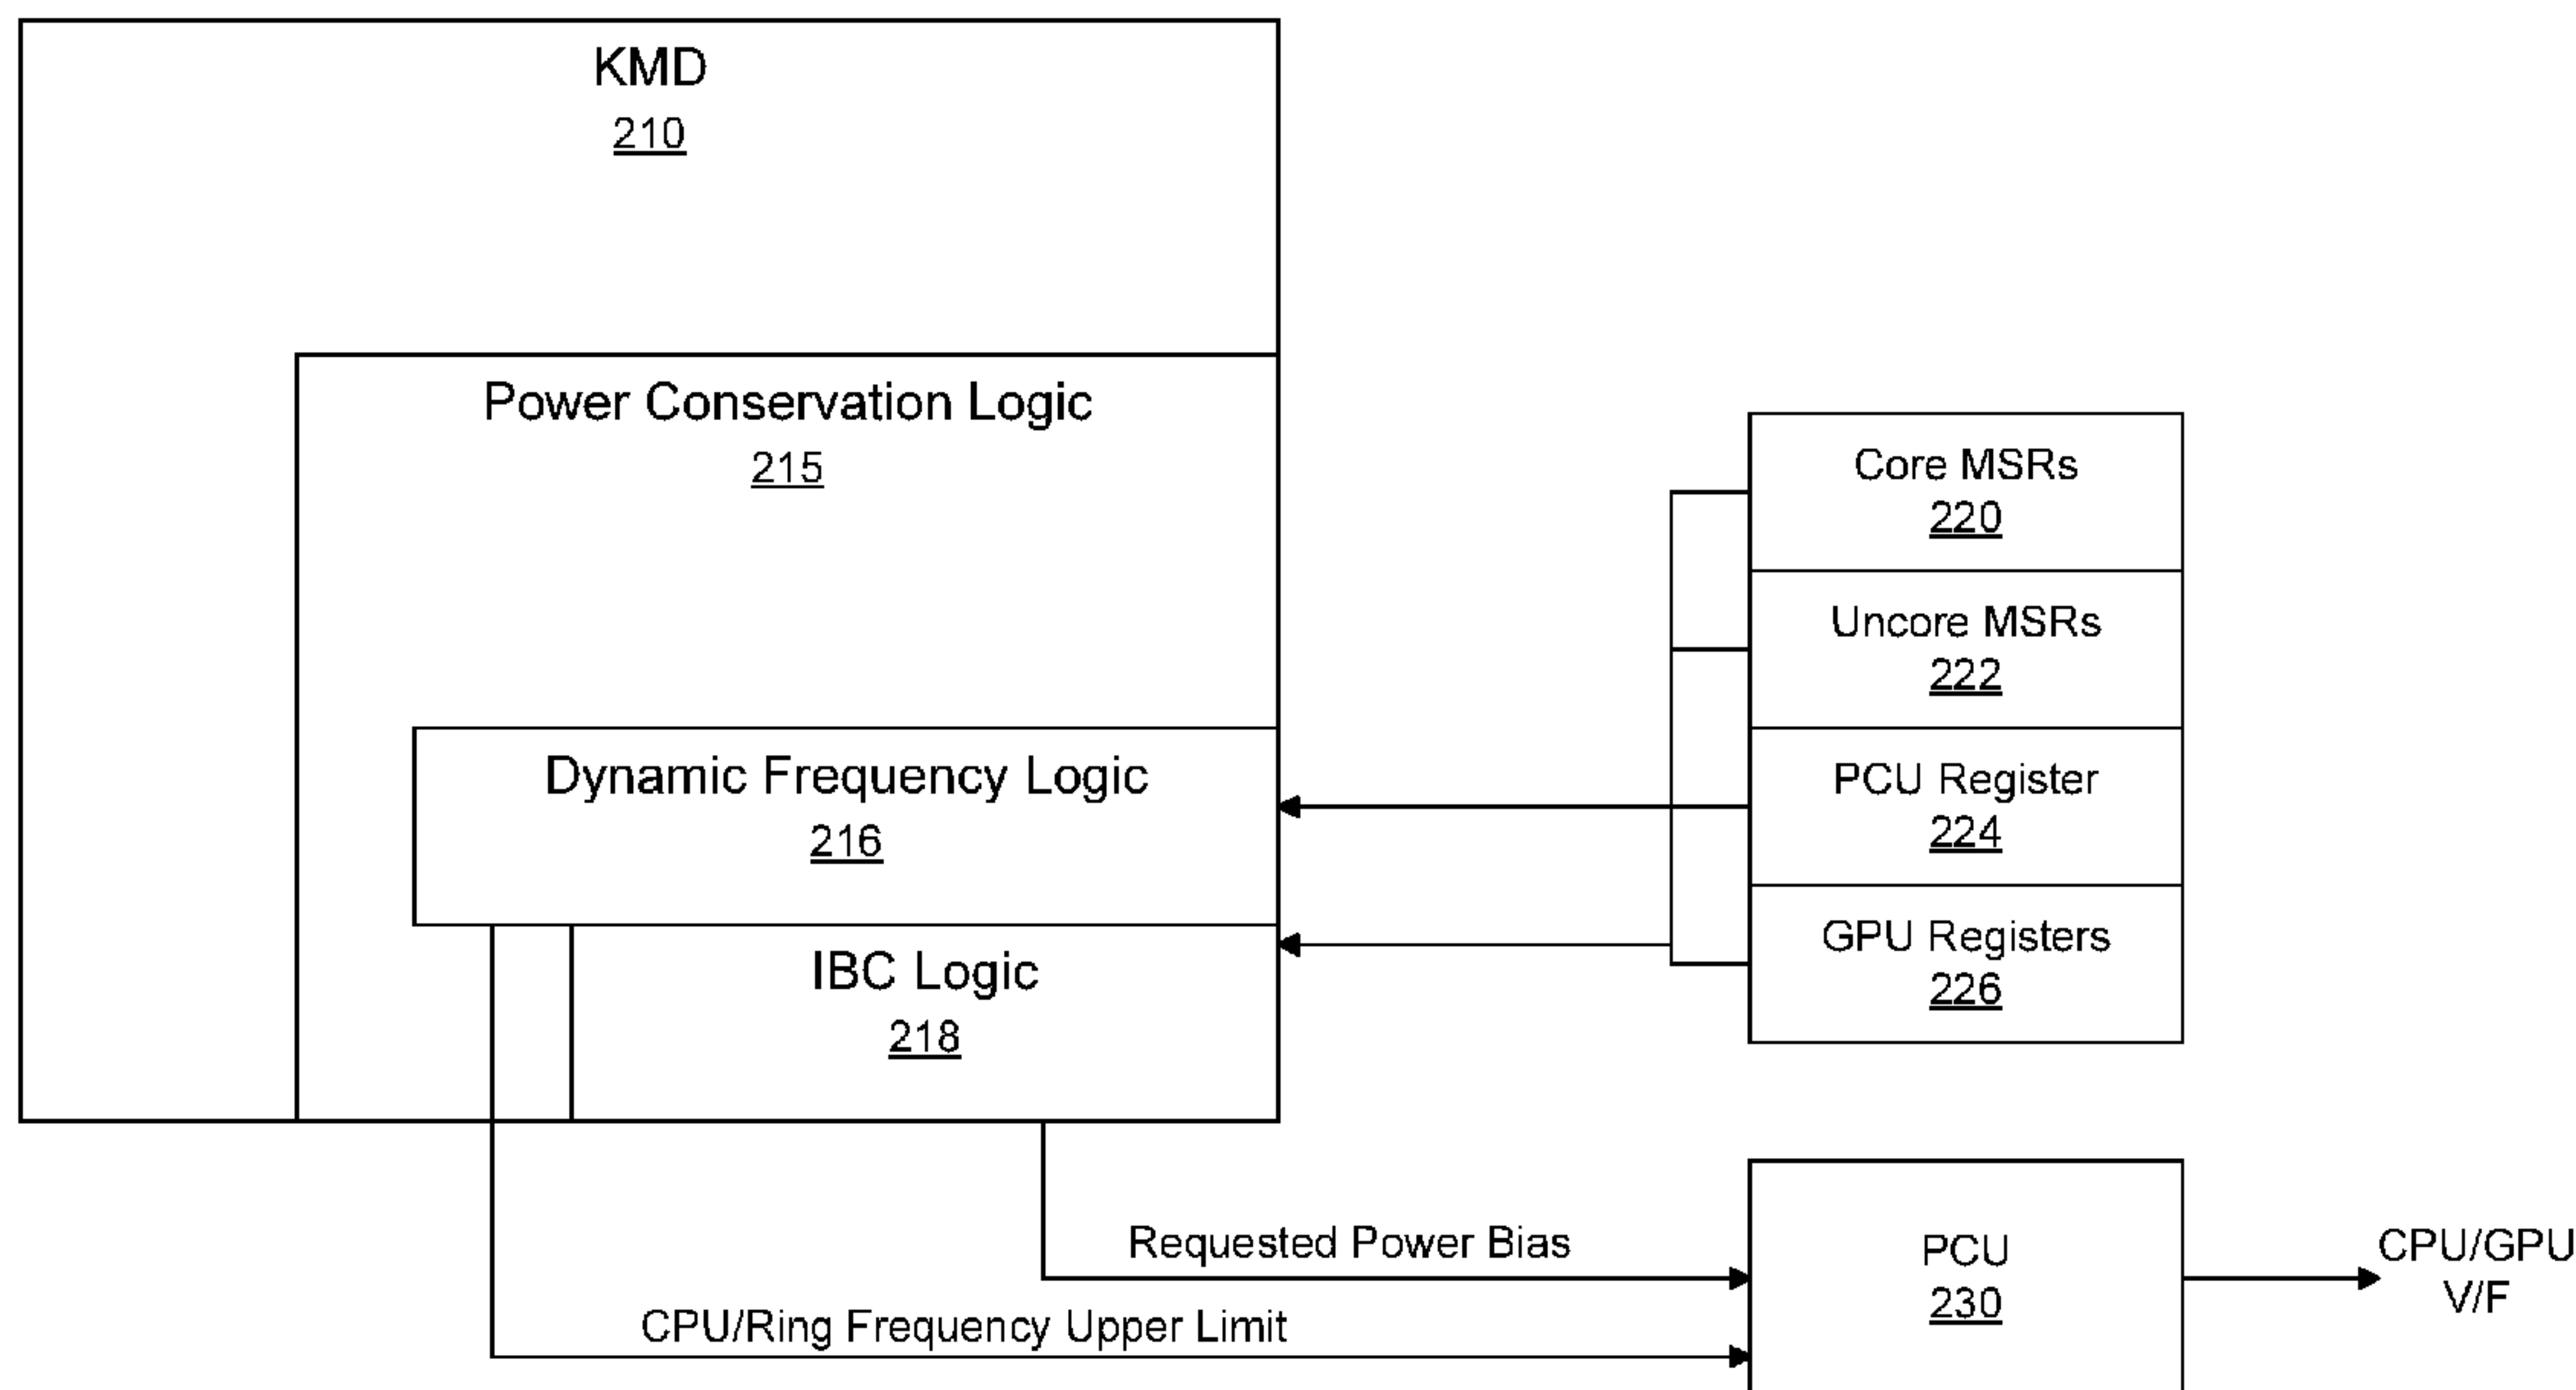 KMD
210
Power Conservation Logic
215
Dynamic Frequency Logic
216
IBC Logic
218
Core MSRs
220
Uncore MSRs
222
PCU Register
224
GPU Registers
226
Requested Power Bias
CPU/Ring Frequency Upper Limit
PCU
230
CPU/GPU
V/F